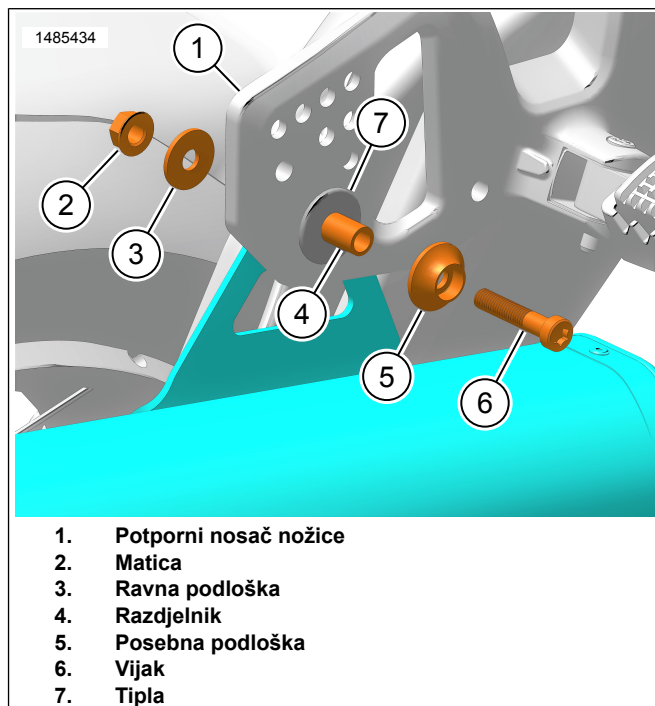 1485434
1
7
2
3
4
5
6
1. Potporni nosač nožice
2. Matica
3. Ravna podloška
4. Razdjelnik
5. Posebna podloška
6. Vijak
7. Tipla